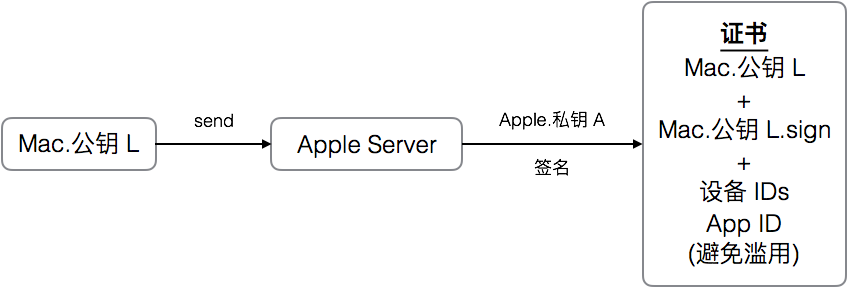 Mac.公钥 L
send
Apple Server
Apple.私钥 A
签名
证书
Mac.公钥 L
+
Mac.公钥 L.sign
+
设备 IDs
App ID
(避免滥用)